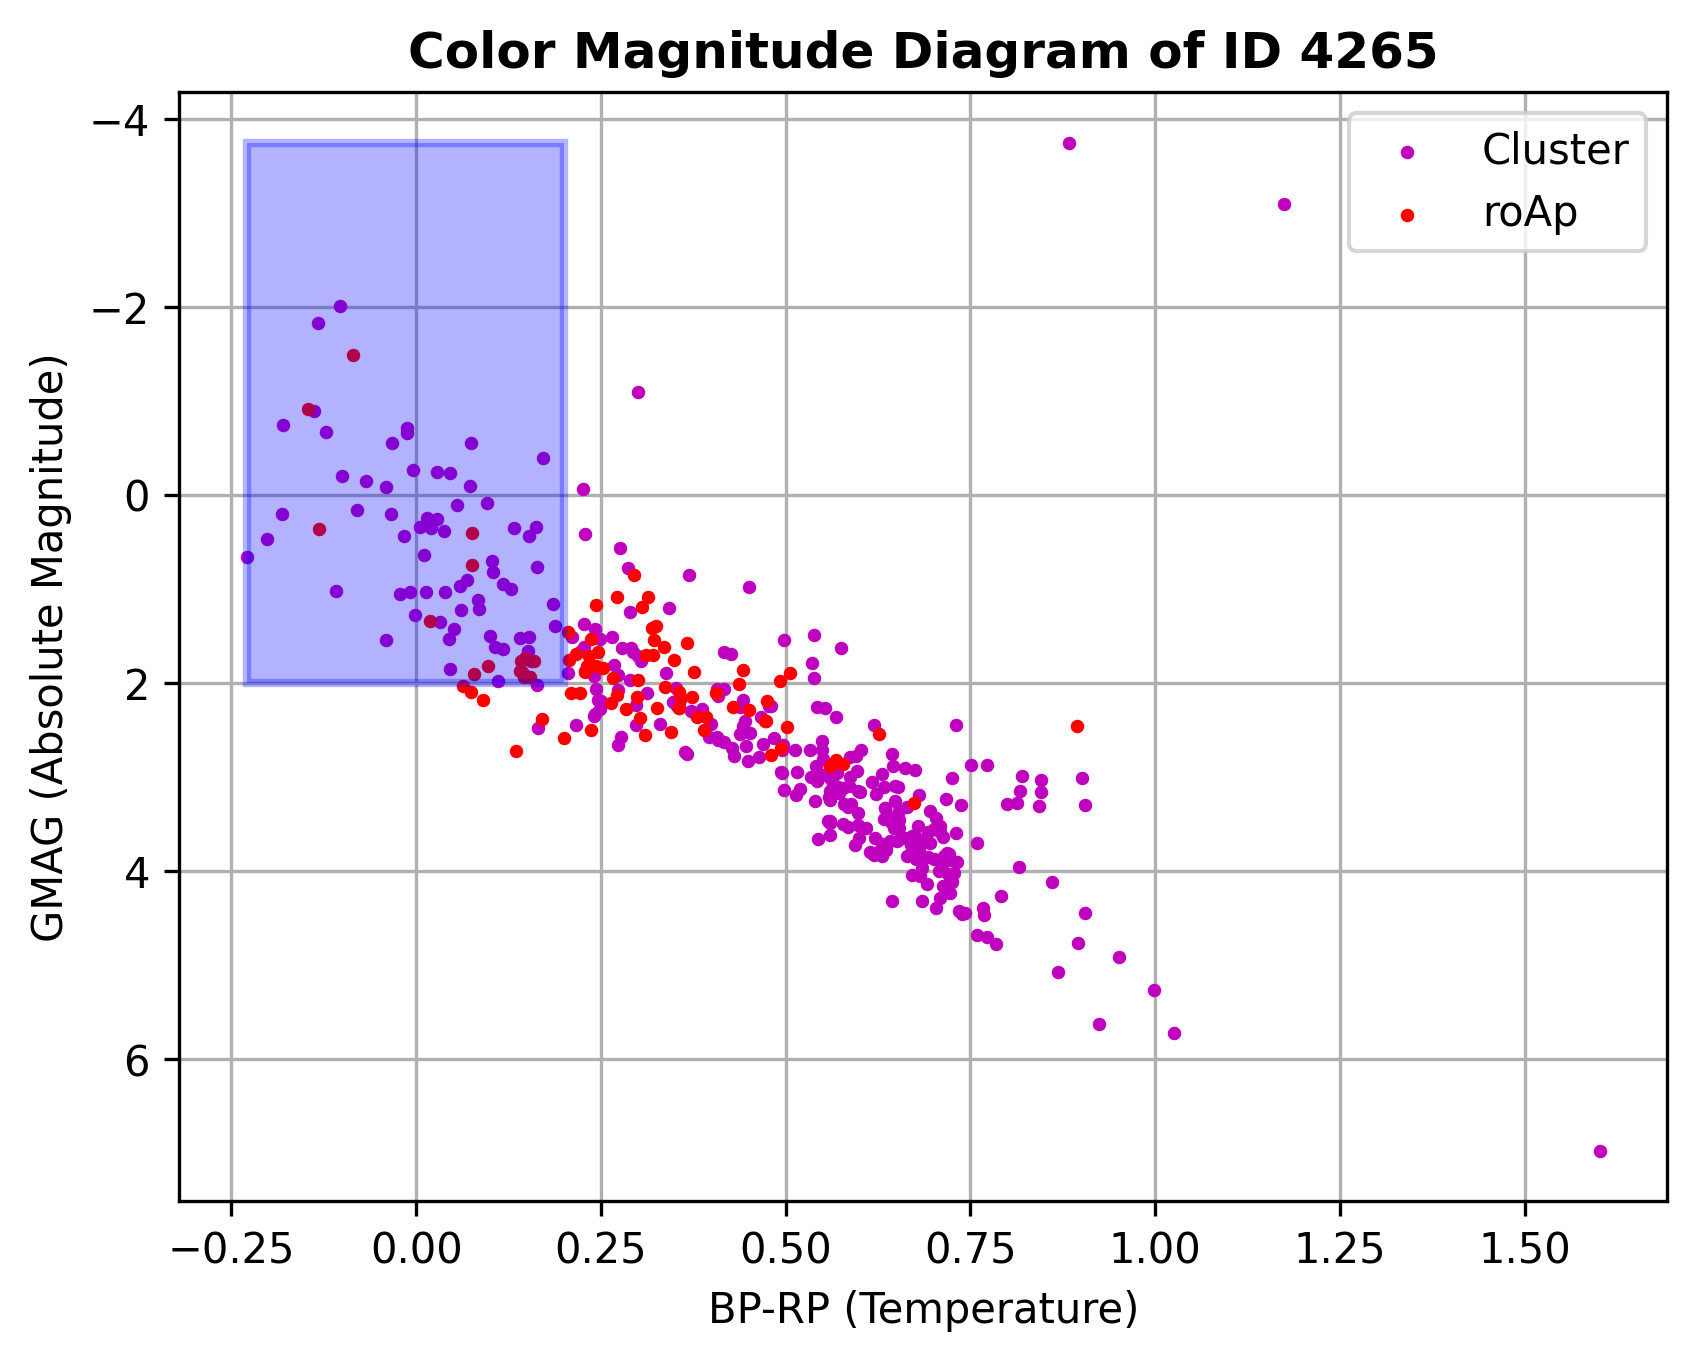 Color Magnitude Diagram of ID 4265
Cluster
roAp
GMAG (Absolute Magnitude)
−4
−2
0
2
4
6
−0.25 0.00 0.25 0.50 0.75 1.00 1.25 1.50
BP-RP (Temperature)